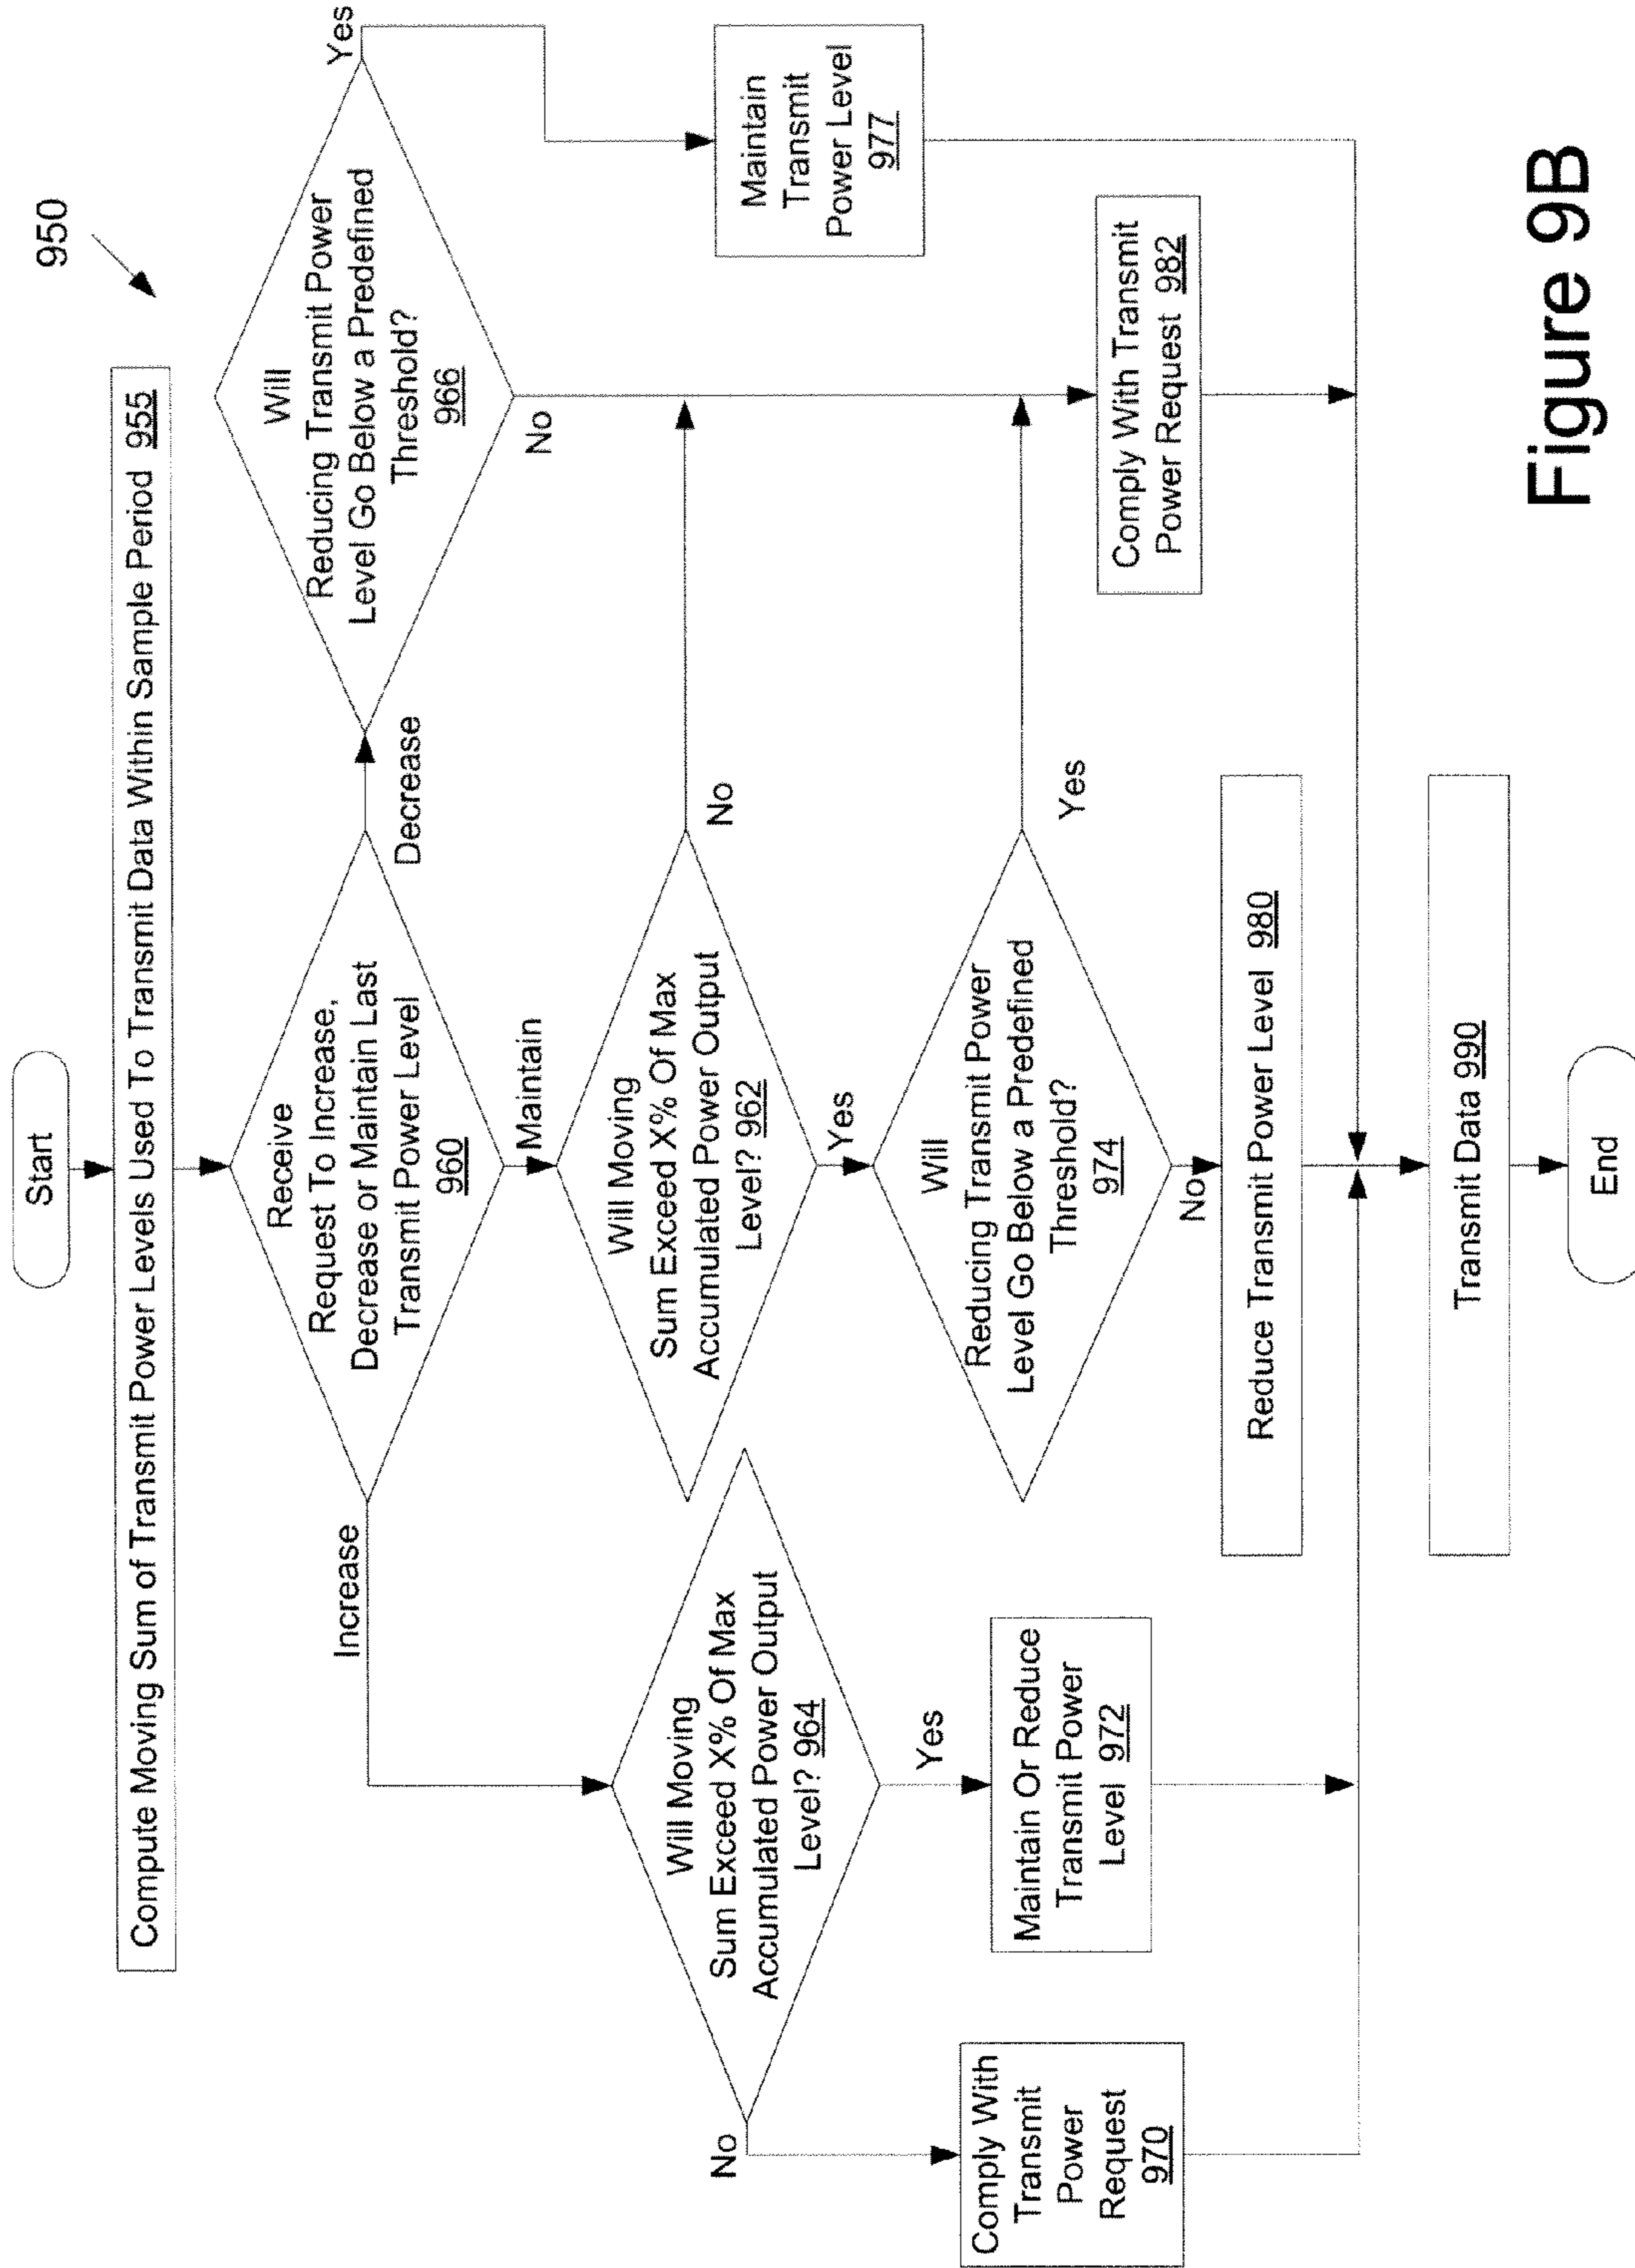 950
Start
Compute Moving Sum of Transmit Power Levels Used To Transmit Data Within Sample Period 955
Receive
Request To Increase,
Decrease or Maintain Last
Transmit Power Level
960
Increase
Maintain
Decrease
Will
Reducing Transmit Power
Level Go Below a Predefined
Threshold?
966
Yes
No
Will Moving
Sum Exceed X% Of Max
Accumulated Power Output
Level? 964
No
Yes
Will Moving
Sum Exceed X% Of Max
Accumulated Power Output
Level? 962
No
Yes
Maintain
Transmit
Power Level
977
Comply With
Transmit
Power
Request
970
Maintain Or Reduce
Transmit Power
Level 972
Will
Reducing Transmit Power
Level Go Below a Predefined
Threshold?
974
Yes
No
Comply With Transmit
Power Request 982
Reduce Transmit Power Level 980
Transmit Data 990
End
Figure 9B